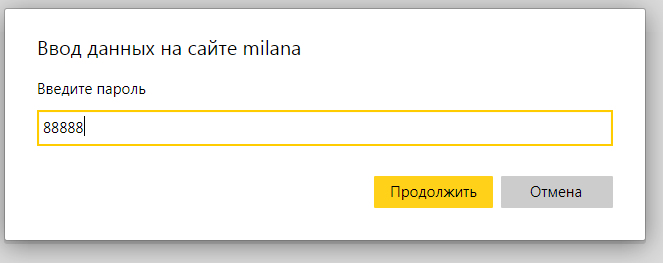 Ввод данных на сайте milana
Введите пароль
88888
Продолжить Отмена